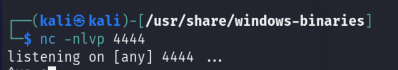 ┌──(kali㉿kali)-[/usr/share/windows-binaries]
└─$ nc -nlvp 4444
listening on [any] 4444 ...